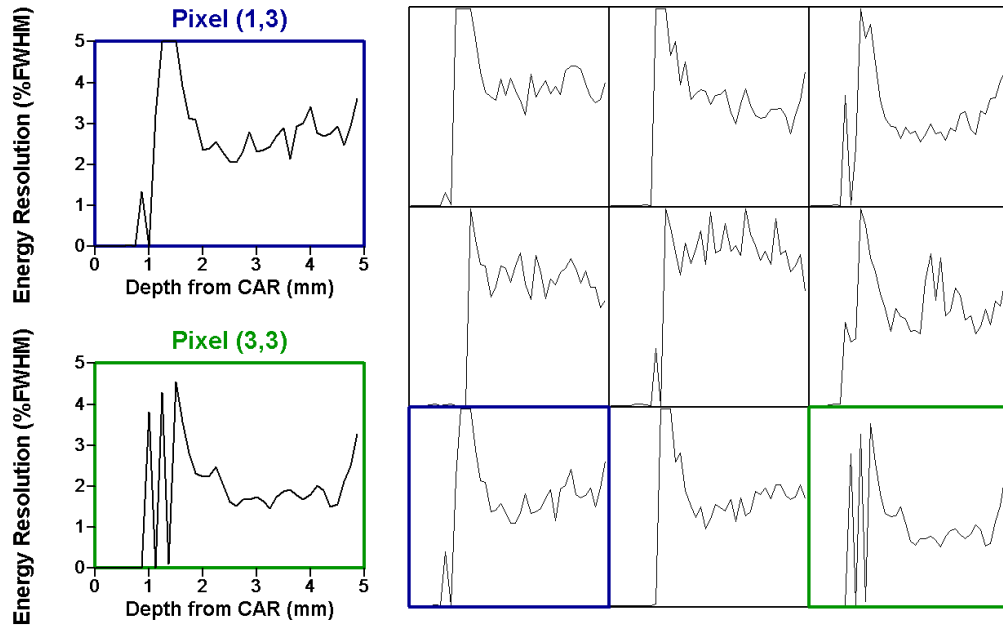 Pixel (1,3)
Energy Resolution (%FWHM)
5
4
3
2
1
0
0 1 2 3 4 5
Depth from CAR (mm)
Pixel (3,3)
Energy Resolution (%FWHM)
5
4
3
2
1
0
0 1 2 3 4 5
Depth from CAR (mm)